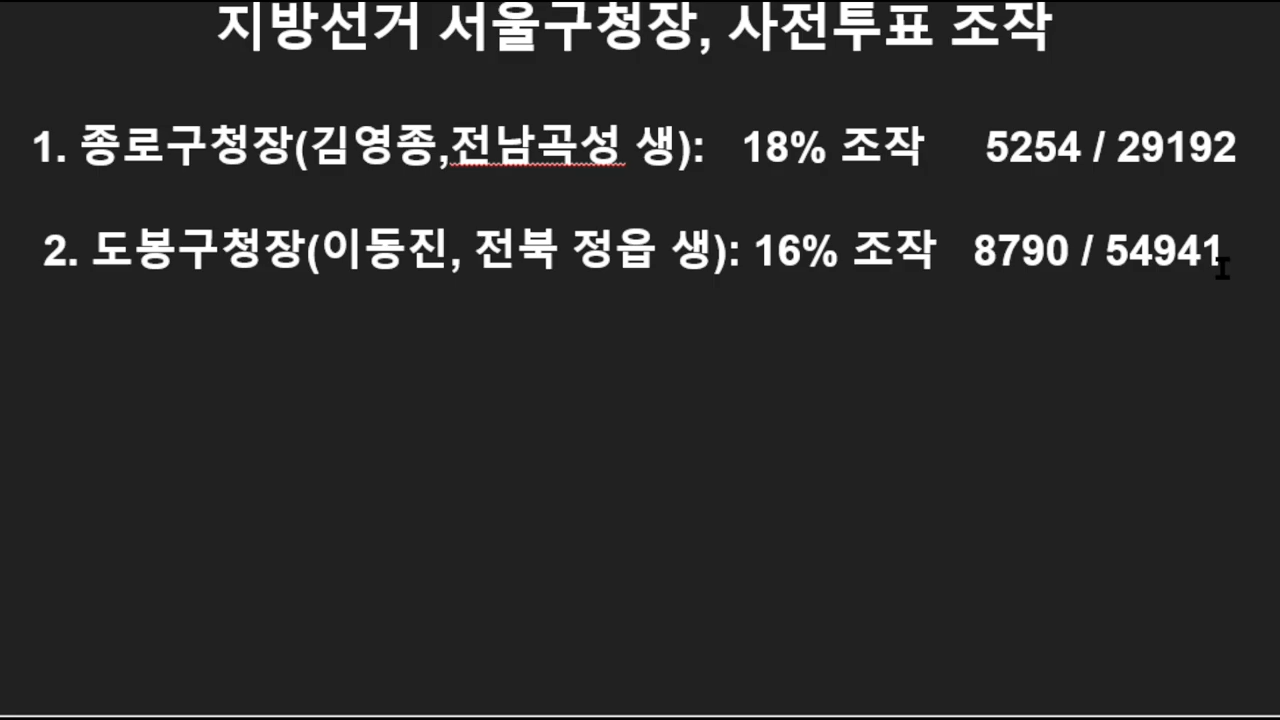 지방선거 서울구청장, 사전투표 조작
1. 종로구청장(김영종,전남곡성 생): 18% 조작 5254 / 29192
2. 도봉구청장(이동진, 전북 정읍 생): 16% 조작 8790 / 54941